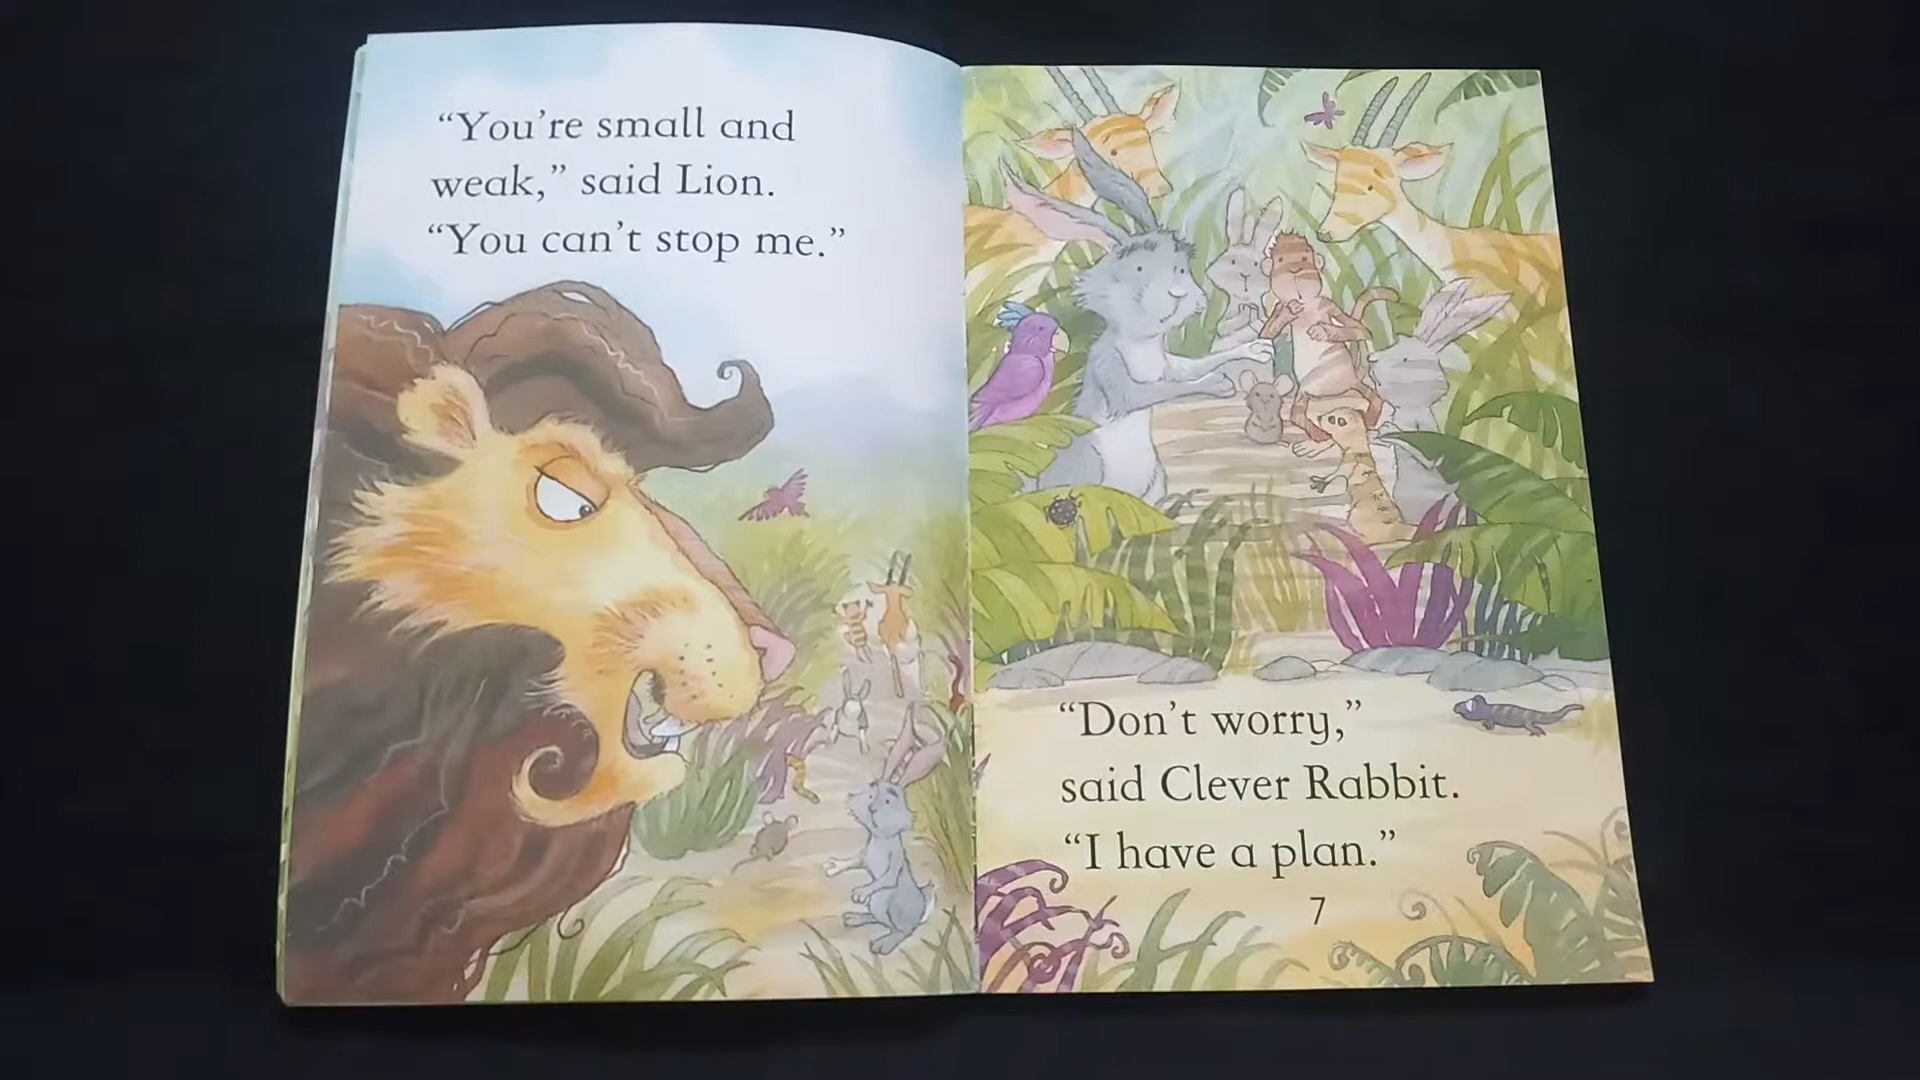 “You’re small and
weak,” said Lion.
“You can’t stop me.”
“Don’t worry,”
said Clever Rabbit.
“I have a plan.”
7